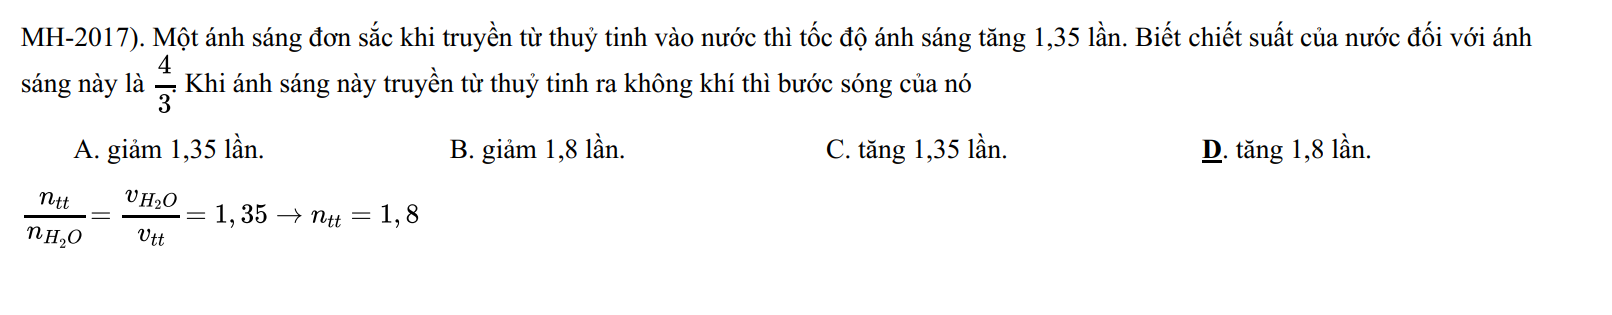 MH-2017). Một ánh sáng đơn sắc khi truyền từ thuỷ tinh vào nước thì tốc độ ánh sáng tăng 1,35 lần. Biết chiết suất của nước đối với ánh
sáng này là \frac{4}{3}. Khi ánh sáng này truyền từ thuỷ tinh ra không khí thì bước sóng của nó
A. giảm 1,35 lần. B. giảm 1,8 lần. C. tăng 1,35 lần. D. tăng 1,8 lần.
\frac{n_{tt}}{n_{H_2O}} = \frac{v_{H_2O}}{v_{tt}} = 1,35 → n_{tt} = 1,8